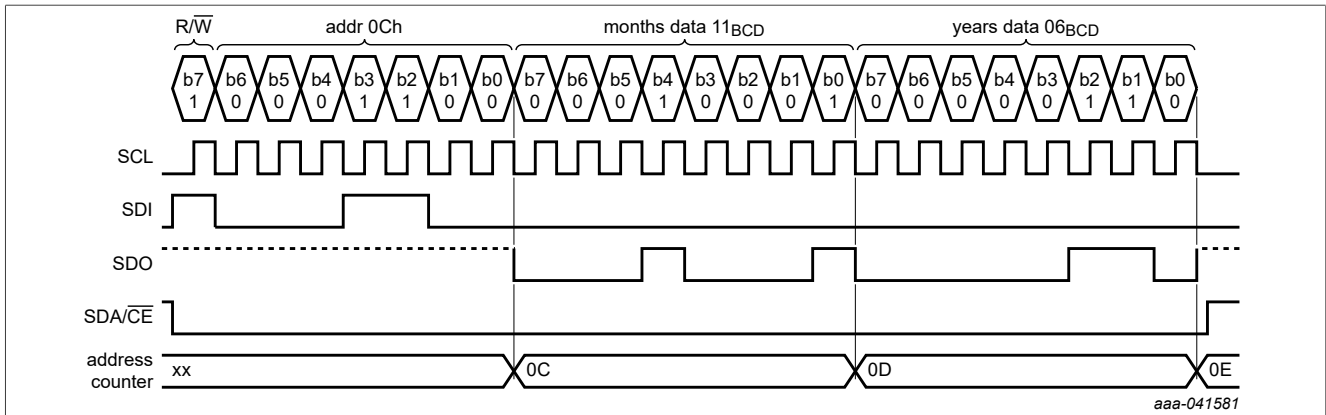 R/W addr 0Ch months data 11BCD years data 06BCD
b7 b6 b5 b4 b3 b2 b1 b0 b7 b6 b5 b4 b3 b2 b1 b0 b7 b6 b5 b4 b3 b2 b1 b0
1 0 0 0 1 1 0 0 0 0 0 1 0 0 0 1 0 0 0 0 0 1 1 0
SCL
SDI
SDO
SDA/CE
address
counter
xx 0C 0D 0E
aaa-041581